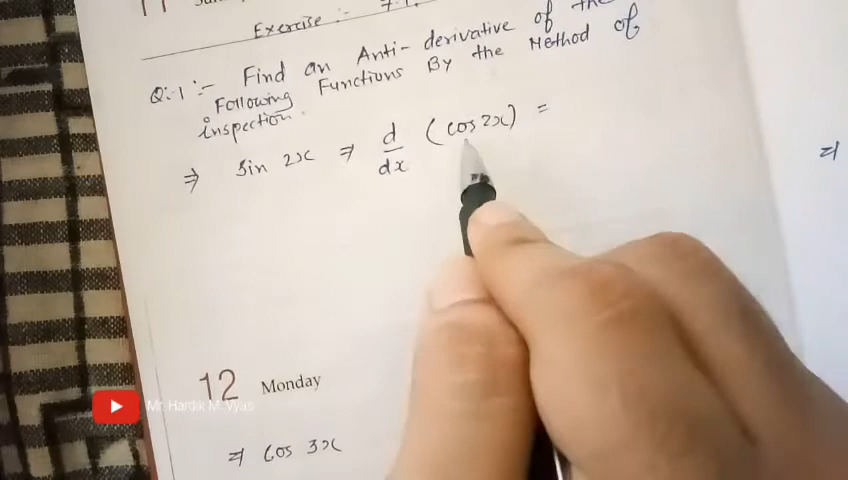 Exercise :- 7.1.
Q:-1 :- Find an Anti-derivative of the
Following Functions By the Method of
inspection.
⇒ sin 2x ⇒ d/dx (cos 2x) =
⇒
12 Monday
Mr. Hardik M. Vyas
⇒ cos 3x